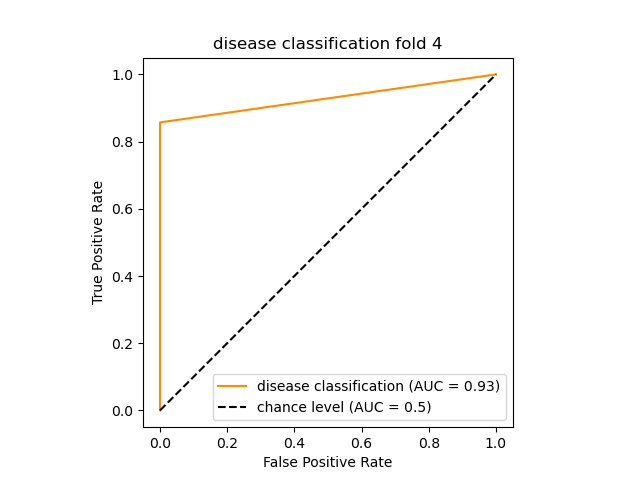 disease classification fold 4
1.0
0.8
0.6
0.4
0.2
0.0
True Positive Rate
disease classification (AUC = 0.93)
chance level (AUC = 0.5)
0.0 0.2 0.4 0.6 0.8 1.0
False Positive Rate